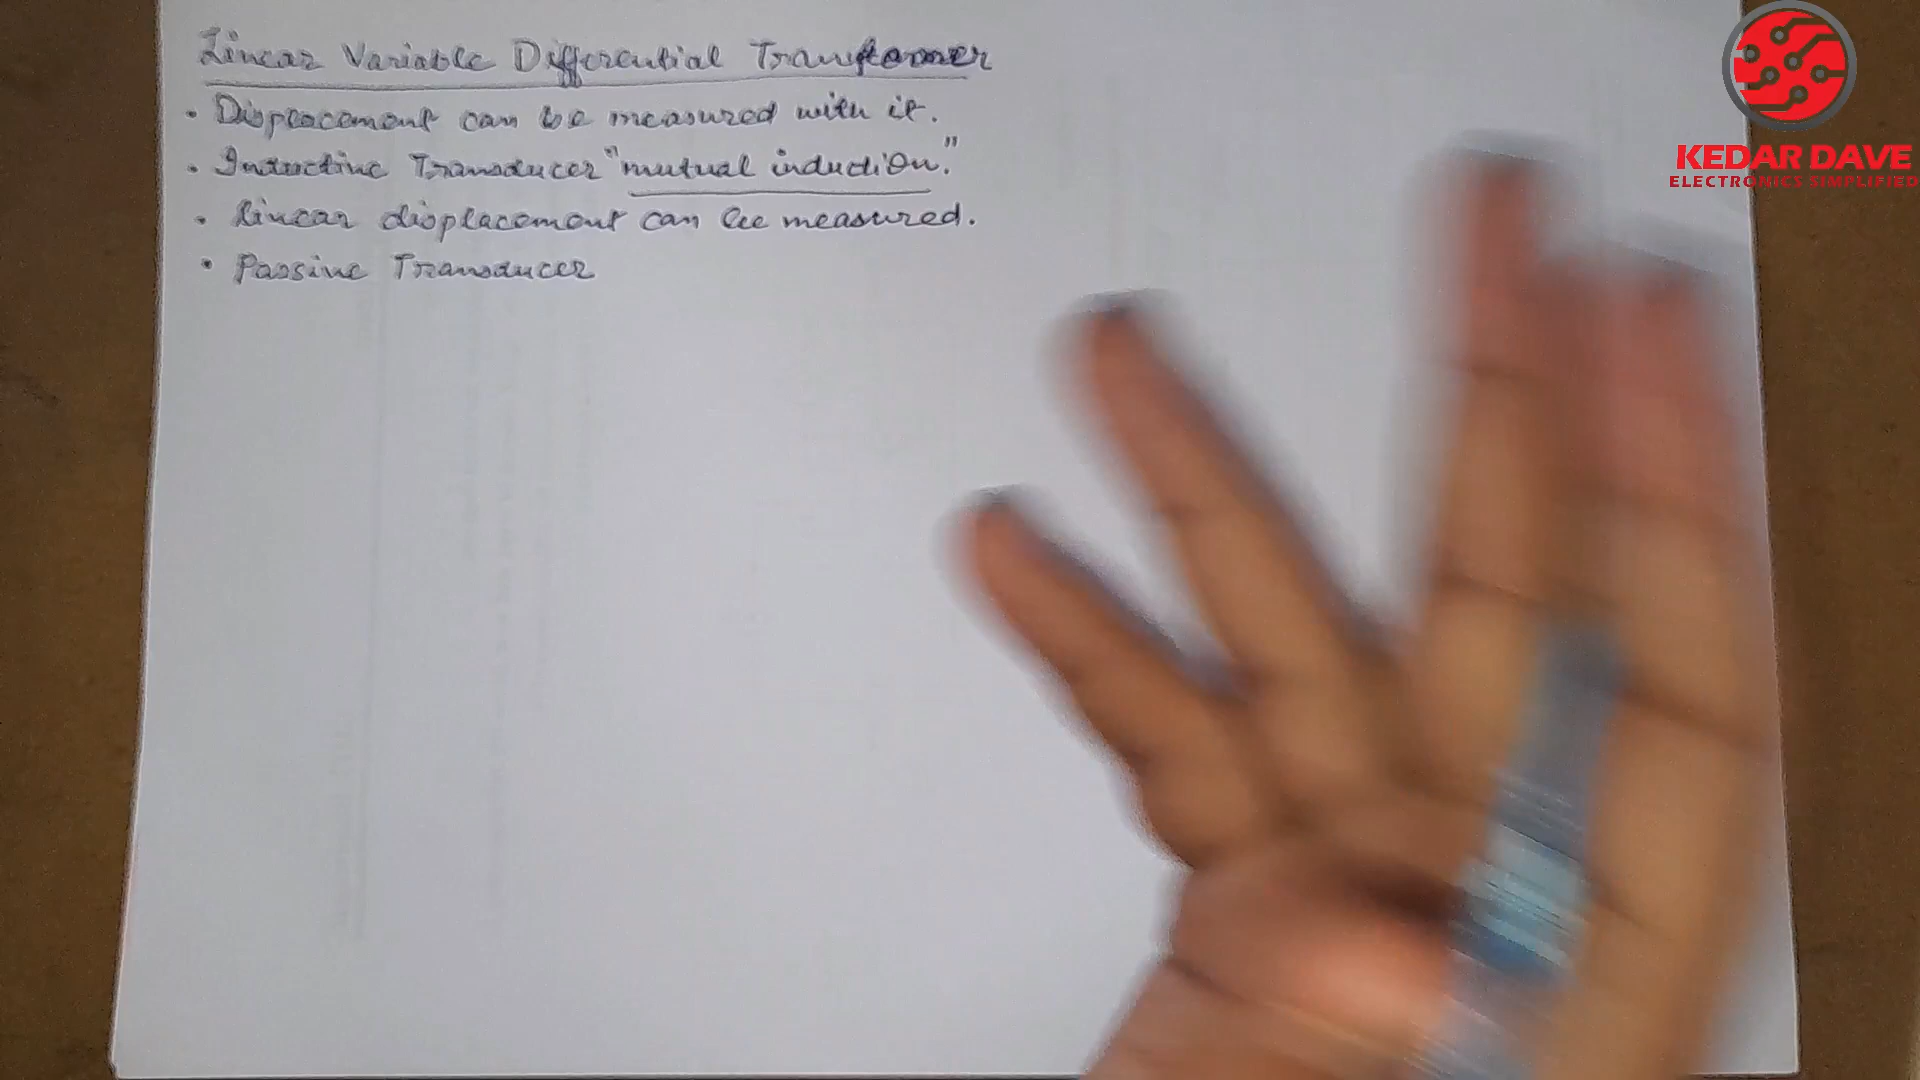 Linear Variable Differential Transformer
• Displacement can be measured with it.
• Inductive Transducer "mutual induction."
• linear displacement can be measured.
• Passive Transducer
KEDAR DAVE
ELECTRONICS SIMPLIFIED